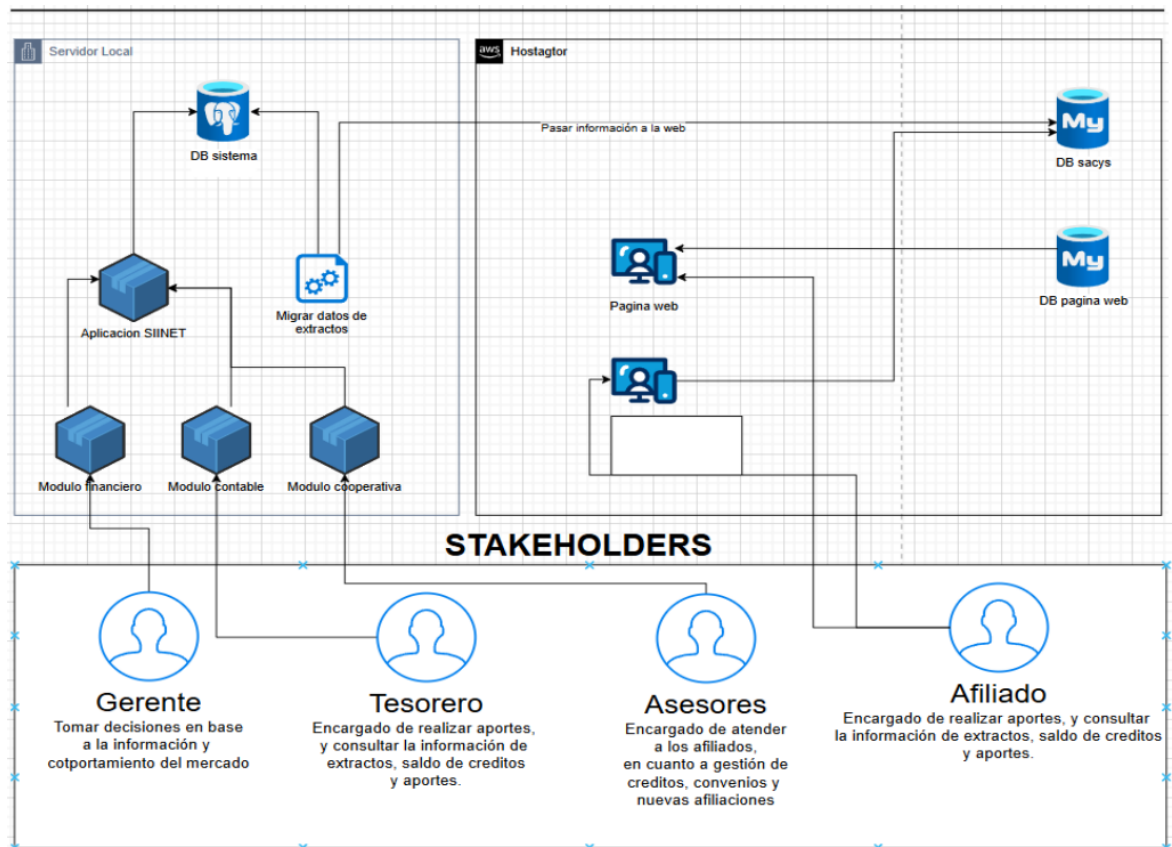 Servidor Local
aws
Hostagtor
DB sistema
Pasar información a la web
My
DB sacys
Aplicacion SIINET
Migrar datos de
extractos
Pagina web
My
DB pagina web
Modulo financiero
Modulo contable
Modulo cooperativa
STAKEHOLDERS
Gerente
Tomar decisiones en base
a la información y
cotportamiento del mercado
Tesorero
Encargado de realizar aportes,
y consultar la información de
extractos, saldo de creditos
y aportes.
Asesores
Encargado de atender
a los afiliados,
en cuanto a gestión de
creditos, convenios y
nuevas afiliaciones
Afiliado
Encargado de realizar aportes, y consultar
la información de extractos, saldo de creditos
y aportes.